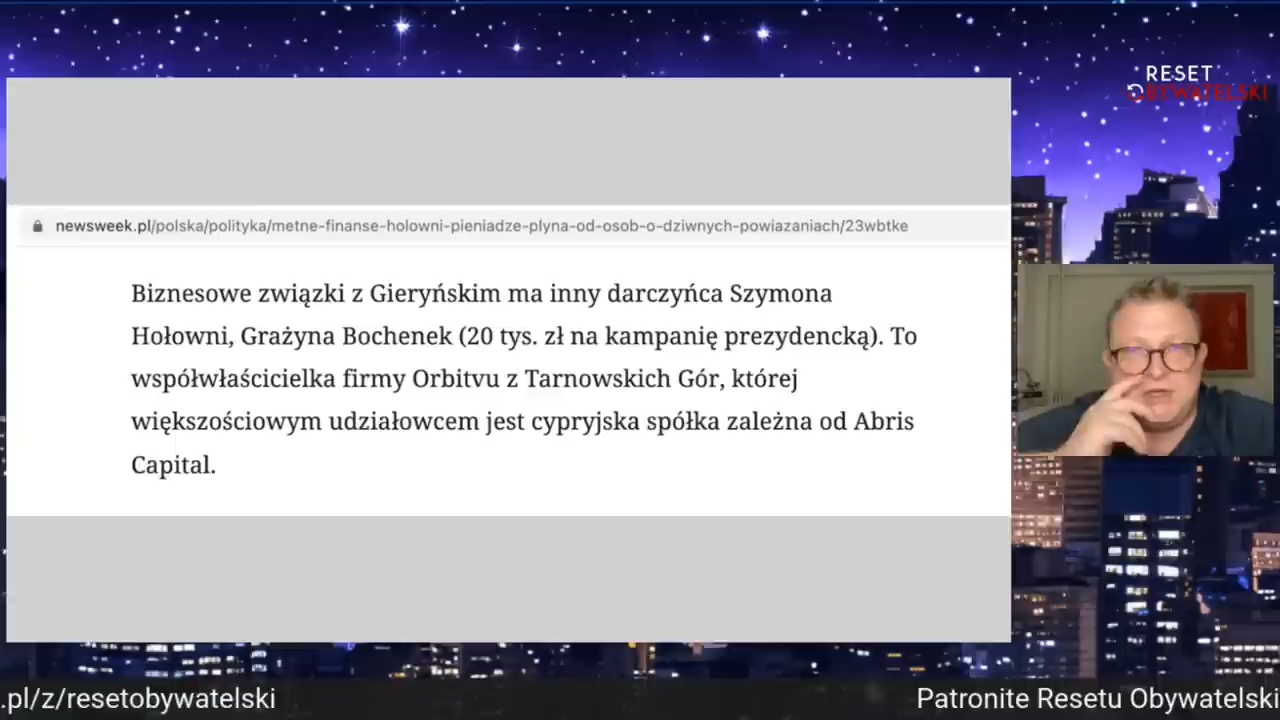 RESET
OBYWATELSKI
newsweek.pl/polska/polityka/metne-finanse-holowni-pieniadze-plyna-od-osob-o-dziwnych-powiazaniach/23wbtke
Biznesowe związki z Gieryńskim ma inny darczyńca Szymona
Hołowni, Grażyna Bochenek (20 tys. zł na kampanię prezydencką). To
współwłaścicielka firmy Orbitvu z Tarnowskich Gór, której
większościowym udziałowcem jest cypryjska spółka zależna od Abris
Capital.
.pl/z/resetobywatelski
Patronite Resetu Obywatelski